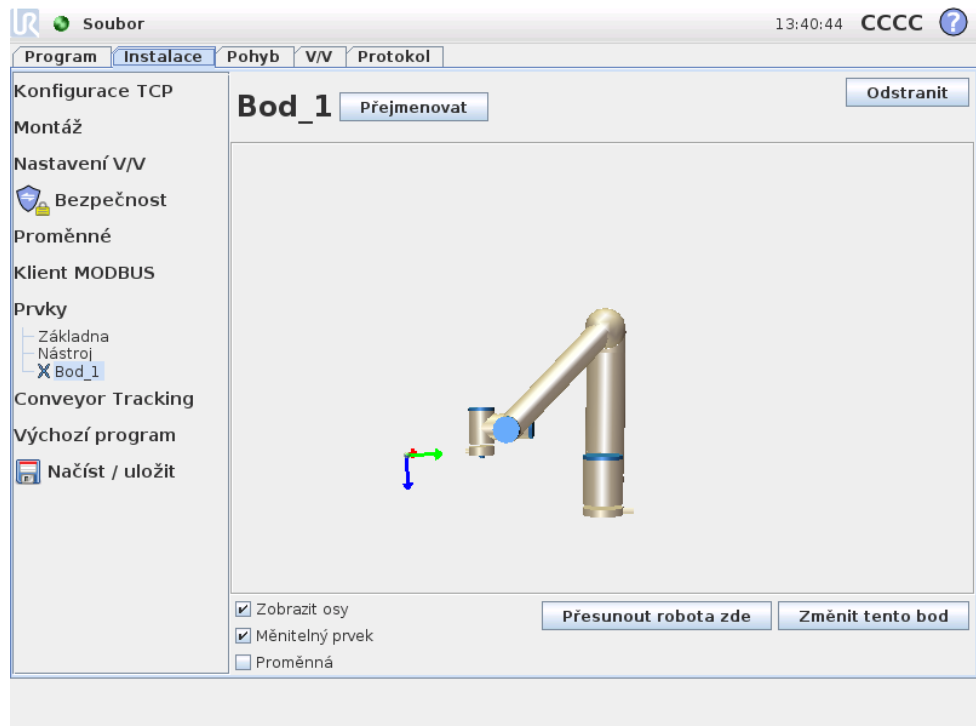 UR Soubor 13:40:44 CCCC ?
Program Instalace Pohyb V/V Protokol
Konfigurace TCP
Montáž
Nastavení V/V
Bezpečnost
Proměnné
Klient MODBUS
Prvky
Základna
Nástroj
Bod_1
Conveyor Tracking
Výchozí program
Načíst / uložit
Bod_1 Přejmenovat Odstranit
Zobrazit osy
Měnitelný prvek
Proměnná
Přesunout robota zde Změnit tento bod